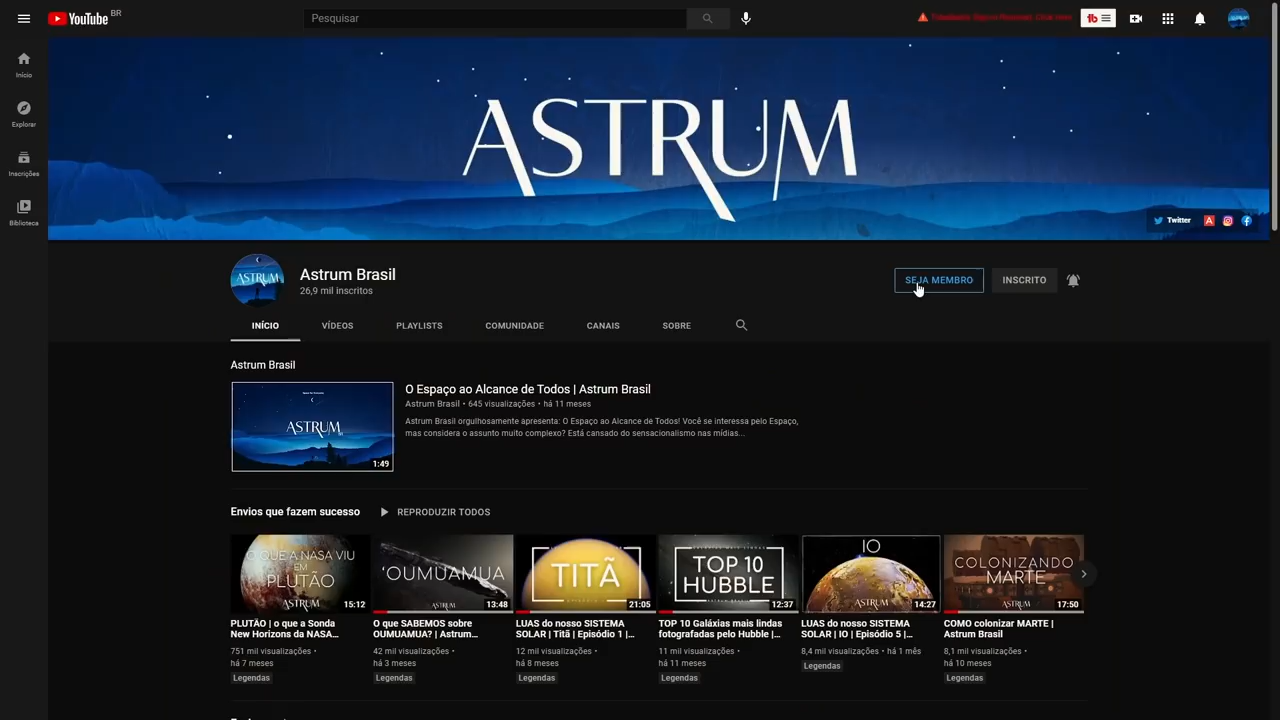 YouTube BR
Pesquisar
Início
Explorar
Inscrições
Biblioteca
ASTRUM
Twitter
ASTRUM
Astrum Brasil
26,9 mil inscritos
SEJA MEMBRO
INSCRITO
INÍCIO VÍDEOS PLAYLISTS COMUNIDADE CANAIS SOBRE
Astrum Brasil
ASTRUM
1:49
O Espaço ao Alcance de Todos | Astrum Brasil
Astrum Brasil • 645 visualizações • há 11 meses
Astrum Brasil orgulhosamente apresenta: O Espaço ao Alcance de Todos! Você se interessa pelo Espaço,
mas considera o assunto muito complexo? Está cansado do sensacionalismo nas mídias...
Envios que fazem sucesso
REPRODUZIR TODOS
O QUE A NASA VIU
EM
PLUTÃO
ASTRUM
15:12
PLUTÃO | o que a Sonda
New Horizons da NASA...
751 mil visualizações •
há 7 meses
Legendas
'OUMUAMUA
ASTRUM
13:48
O que SABEMOS sobre
OUMUAMUA? | Astrum...
42 mil visualizações •
há 3 meses
Legendas
TITÃ
21:05
LUAS do nosso SISTEMA
SOLAR | Titã | Episódio 1 |...
12 mil visualizações •
há 8 meses
Legendas
TOP 10
HUBBLE
12:37
TOP 10 Galáxias mais lindas
fotografadas pelo Hubble |...
11 mil visualizações •
há 11 meses
Legendas
IO
ASTRUM
14:27
LUAS do nosso SISTEMA
SOLAR | IO | Episódio 5 |...
8,4 mil visualizações • há 1 mês
Legendas
COLONIZANDO
MARTE
ASTRUM
17:50
COMO colonizar MARTE |
Astrum Brasil
8,1 mil visualizações •
há 10 meses
Legendas